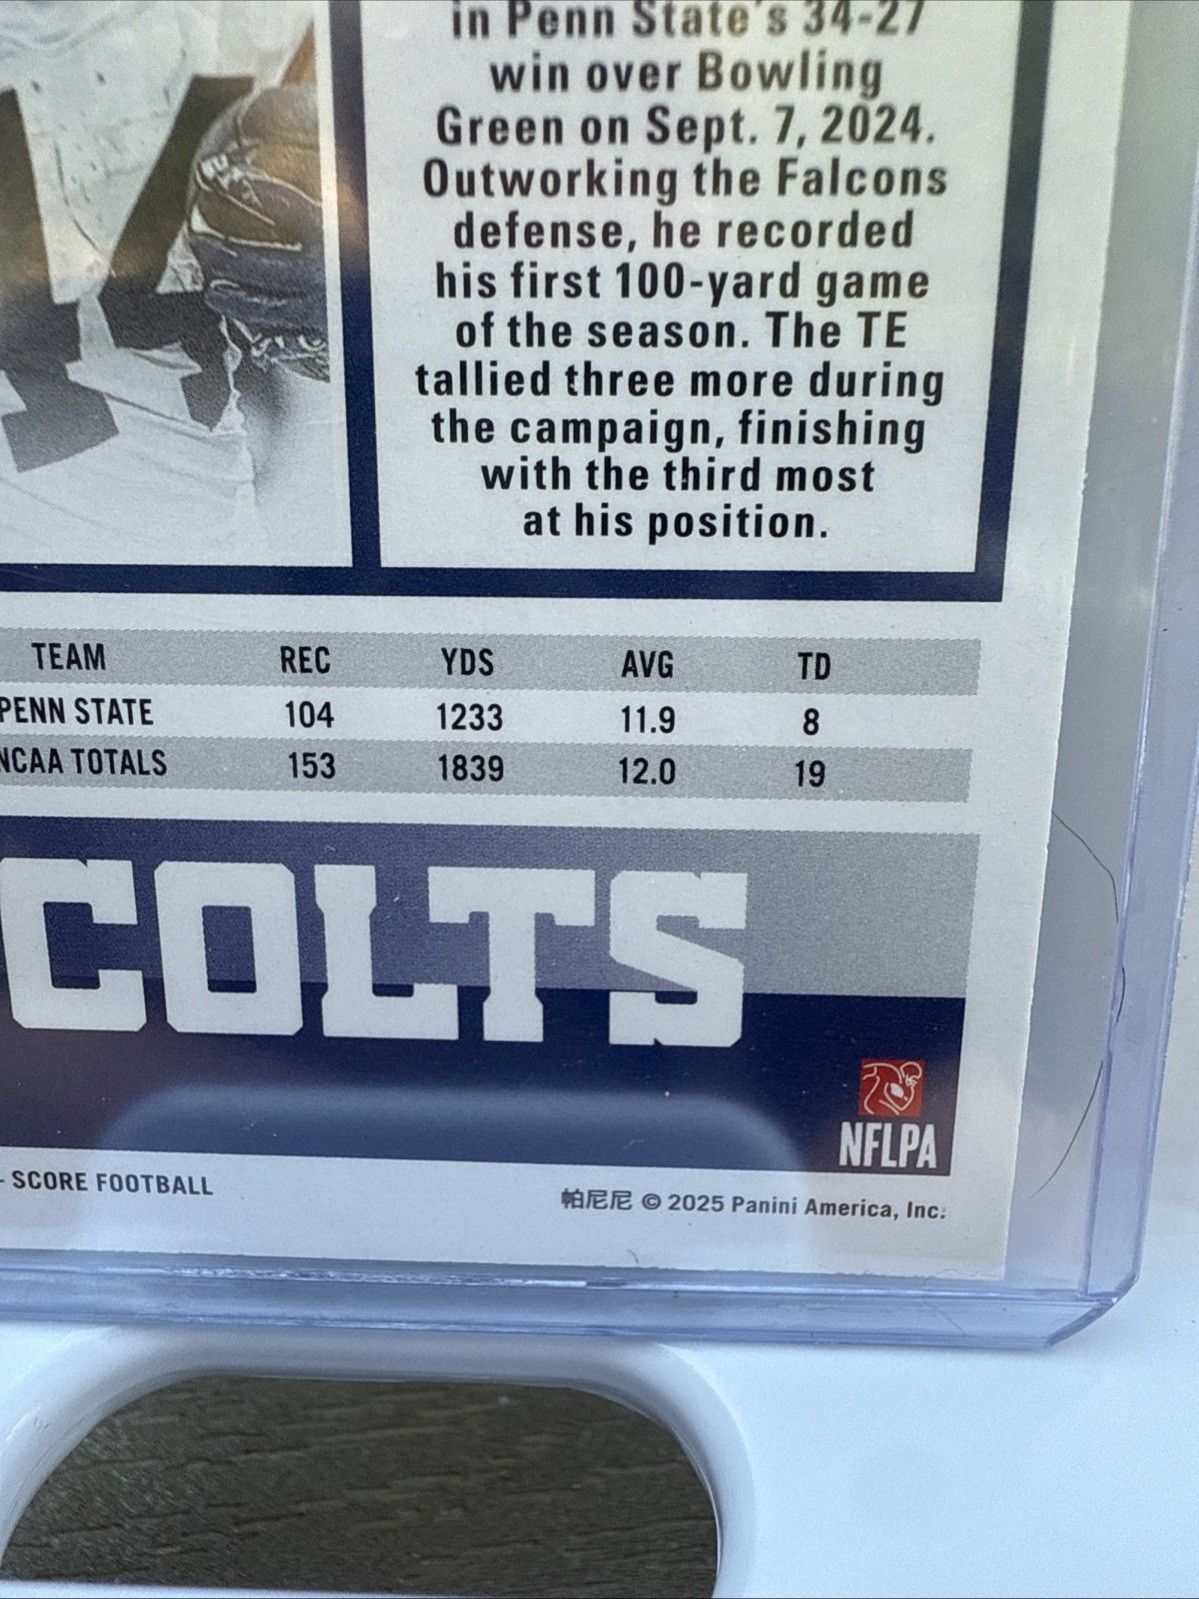 in Penn State's 34-27
win over Bowling
Green on Sept. 7, 2024.
Outworking the Falcons
defense, he recorded
his first 100-yard game
of the season. The TE
tallied three more during
the campaign, finishing
with the third most
at his position.
TEAM REC YDS AVG TD
PENN STATE 104 1233 11.9 8
NCAA TOTALS 153 1839 12.0 19
COLTS
NFLPA
- SCORE FOOTBALL
帕尼尼 © 2025 Panini America, Inc.